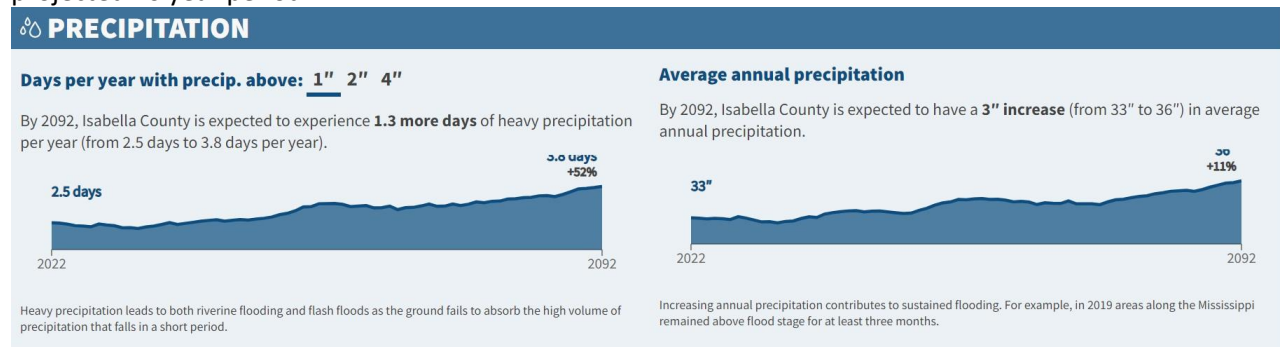 PRECIPITATION
Days per year with precip. above: 1" 2" 4"
By 2092, Isabella County is expected to experience 1.3 more days of heavy precipitation
per year (from 2.5 days to 3.8 days per year).
3.8 days
+52%
2.5 days
2022
2092
Heavy precipitation leads to both riverine flooding and flash floods as the ground fails to absorb the high volume of
precipitation that falls in a short period.
Average annual precipitation
By 2092, Isabella County is expected to have a 3" increase (from 33" to 36") in average
annual precipitation.
36
+11%
33"
2022
2092
Increasing annual precipitation contributes to sustained flooding. For example, in 2019 areas along the Mississippi
remained above flood stage for at least three months.